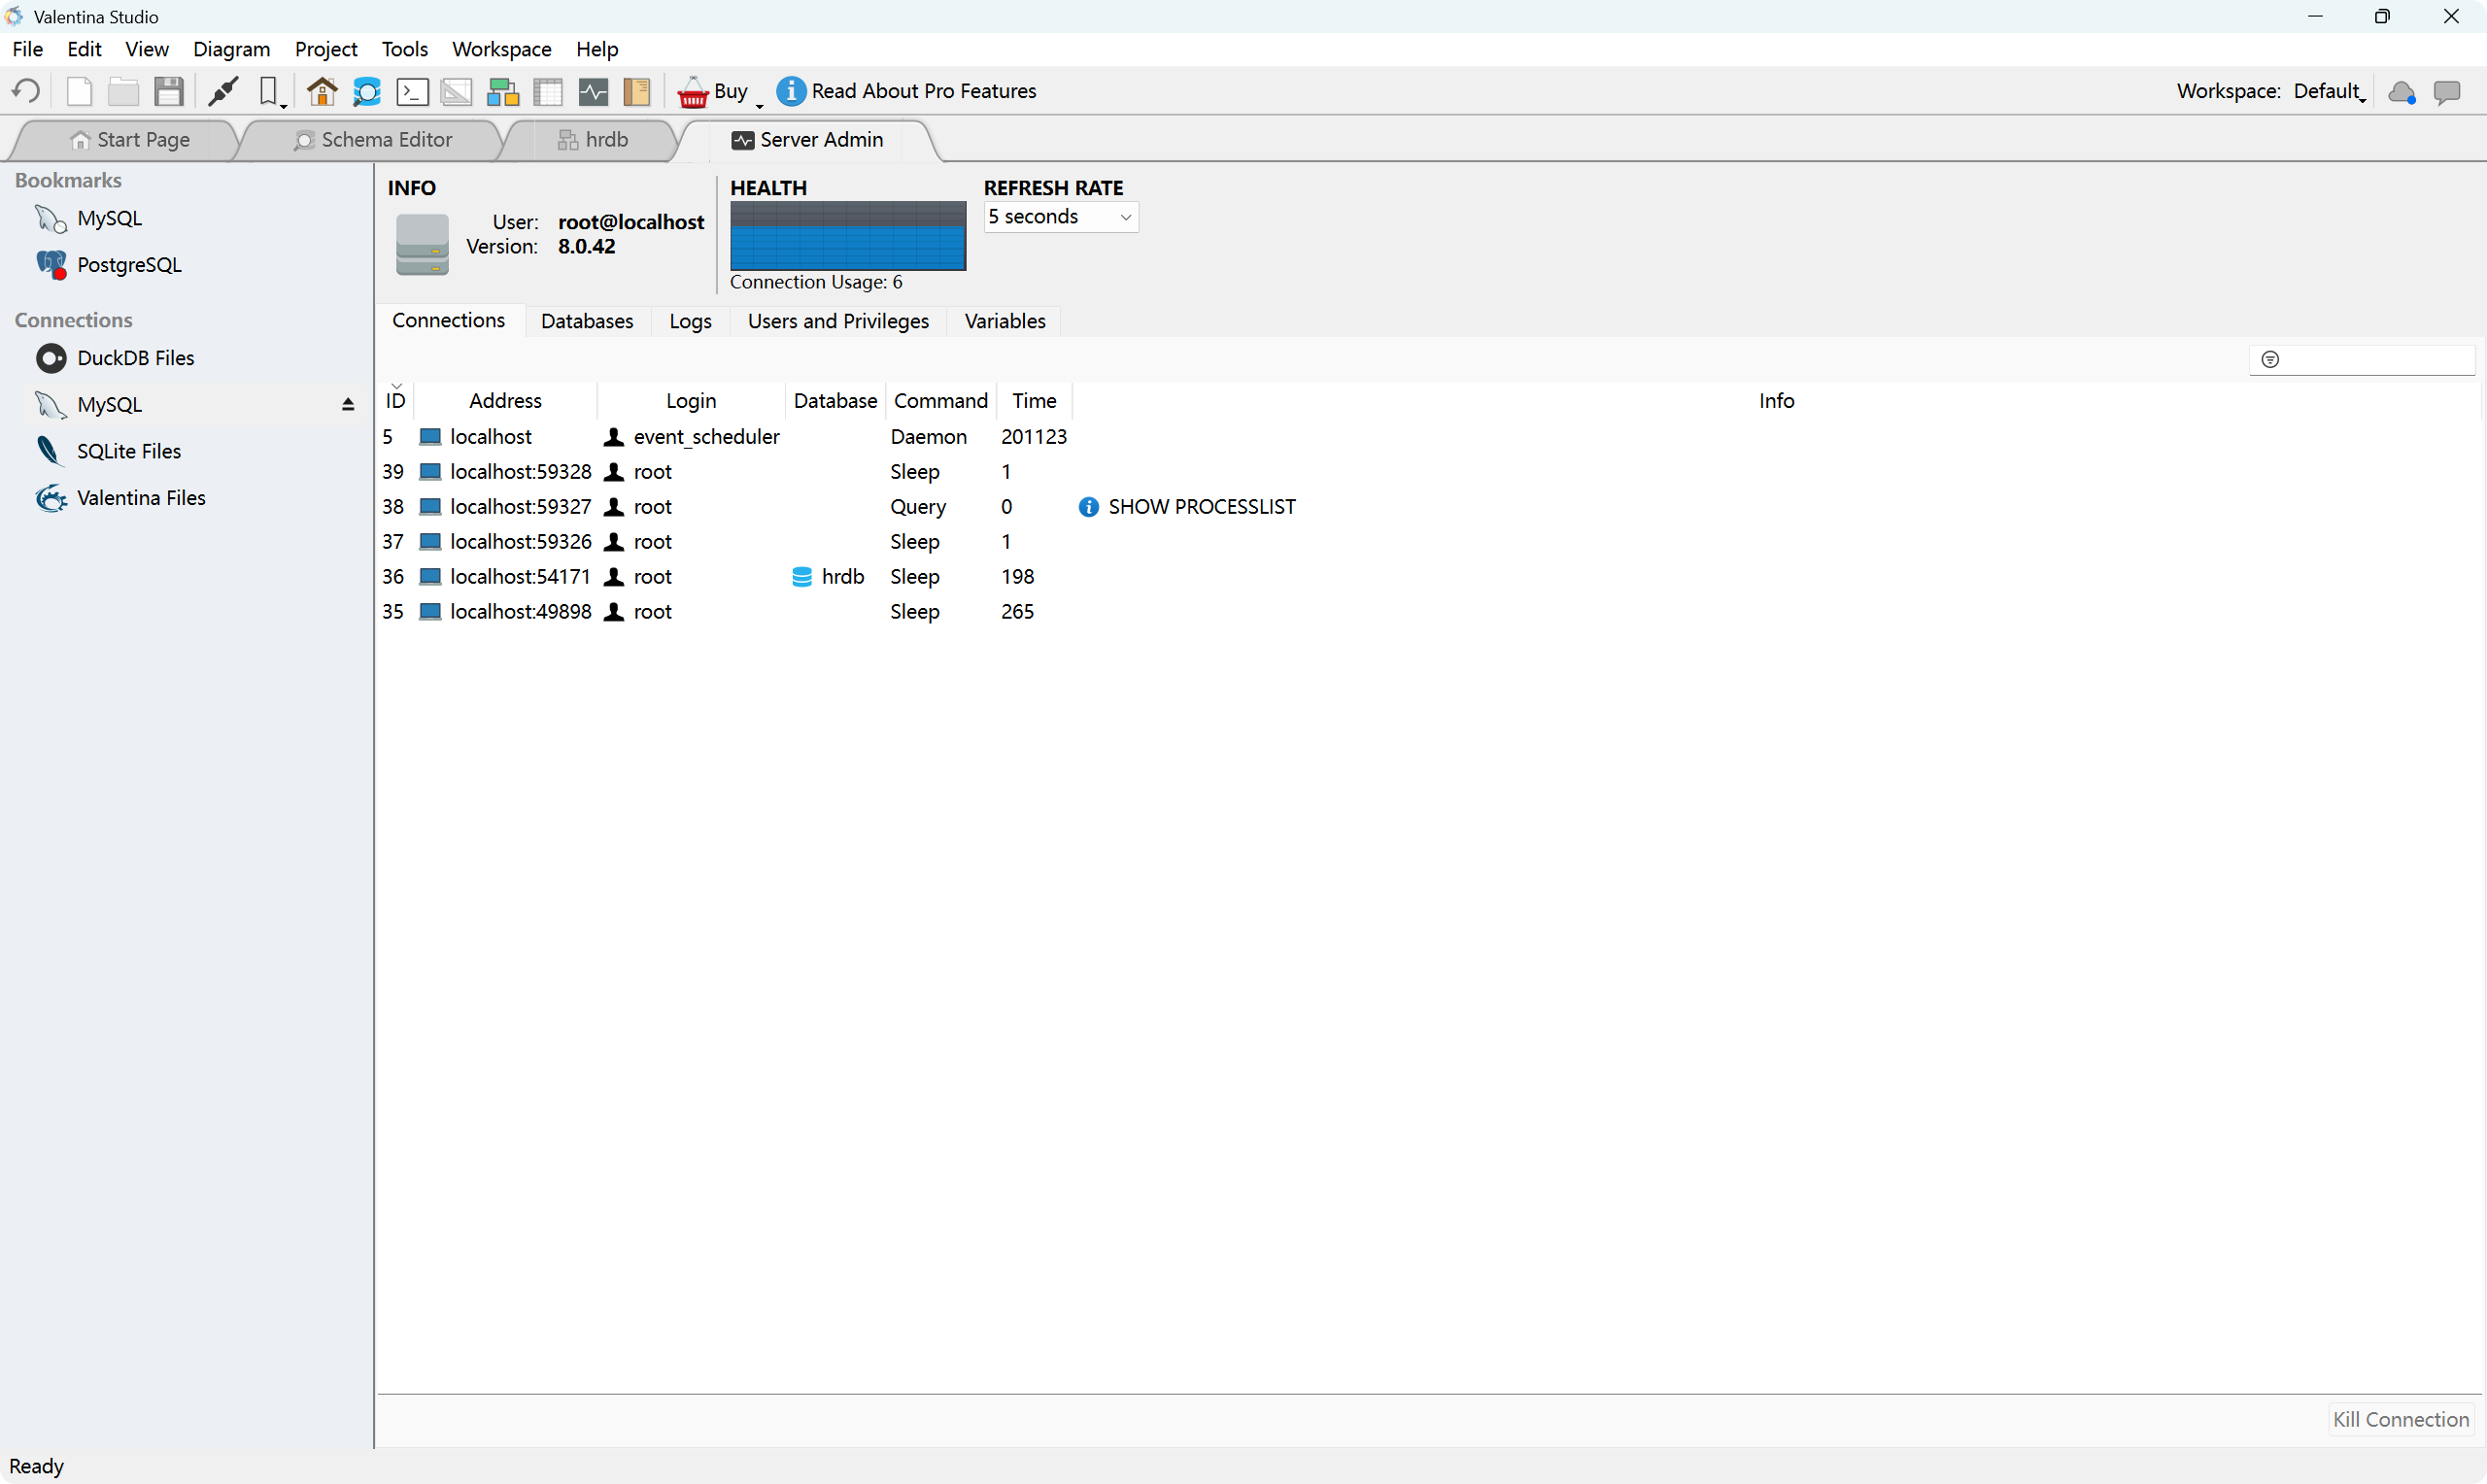 Valentina Studio
File Edit View Diagram Project Tools Workspace Help
Buy Read About Pro Features Workspace: Default
Start Page Schema Editor hrdb Server Admin
Bookmarks
MySQL
PostgreSQL
Connections
DuckDB Files
MySQL
SQLite Files
Valentina Files
INFO
User: root@localhost
Version: 8.0.42
HEALTH
Connection Usage: 6
REFRESH RATE
5 seconds
Connections Databases Logs Users and Privileges Variables
ID Address Login Database Command Time Info
5 localhost event_scheduler Daemon 201123
39 localhost:59328 root Sleep 1
38 localhost:59327 root Query 0 SHOW PROCESSLIST
37 localhost:59326 root Sleep 1
36 localhost:54171 root hrdb Sleep 198
35 localhost:49898 root Sleep 265
Kill Connection
Ready